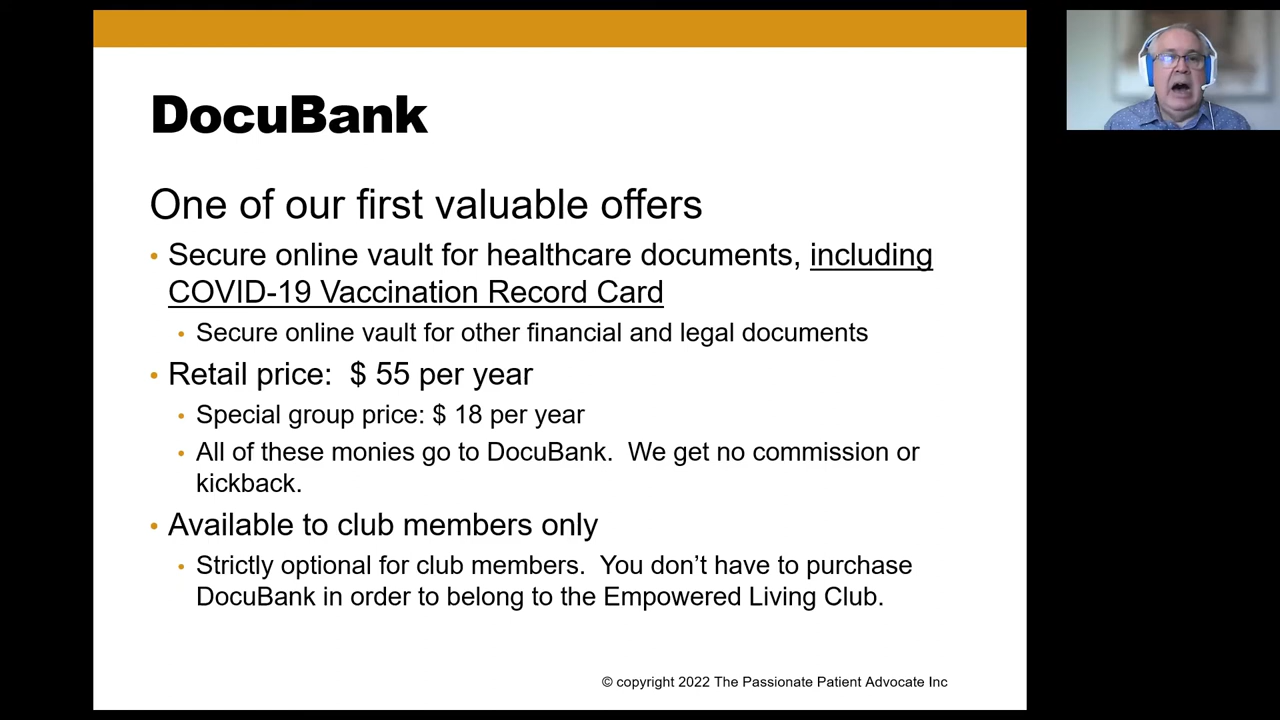 DocuBank
One of our first valuable offers
• Secure online vault for healthcare documents, including
COVID-19 Vaccination Record Card
• Secure online vault for other financial and legal documents
• Retail price:  $ 55 per year
• Special group price: $ 18 per year
• All of these monies go to DocuBank.  We get no commission or
kickback.
• Available to club members only
• Strictly optional for club members.  You don’t have to purchase
DocuBank in order to belong to the Empowered Living Club.
© copyright 2022 The Passionate Patient Advocate Inc